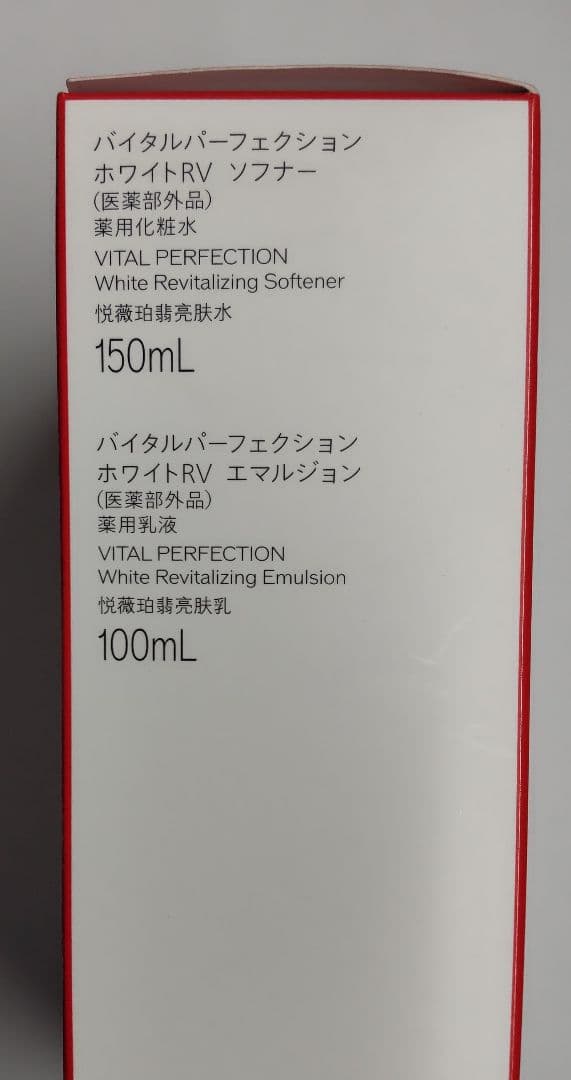 バイタルパーフェクション
ホワイトRV ソフナー
(医薬部外品)
薬用化粧水
VITAL PERFECTION
White Revitalizing Softener
悦薇珀翡亮肤水
150mL
バイタルパーフェクション
ホワイトRV エマルジョン
(医薬部外品)
薬用乳液
VITAL PERFECTION
White Revitalizing Emulsion
悦薇珀翡亮肤乳
100mL